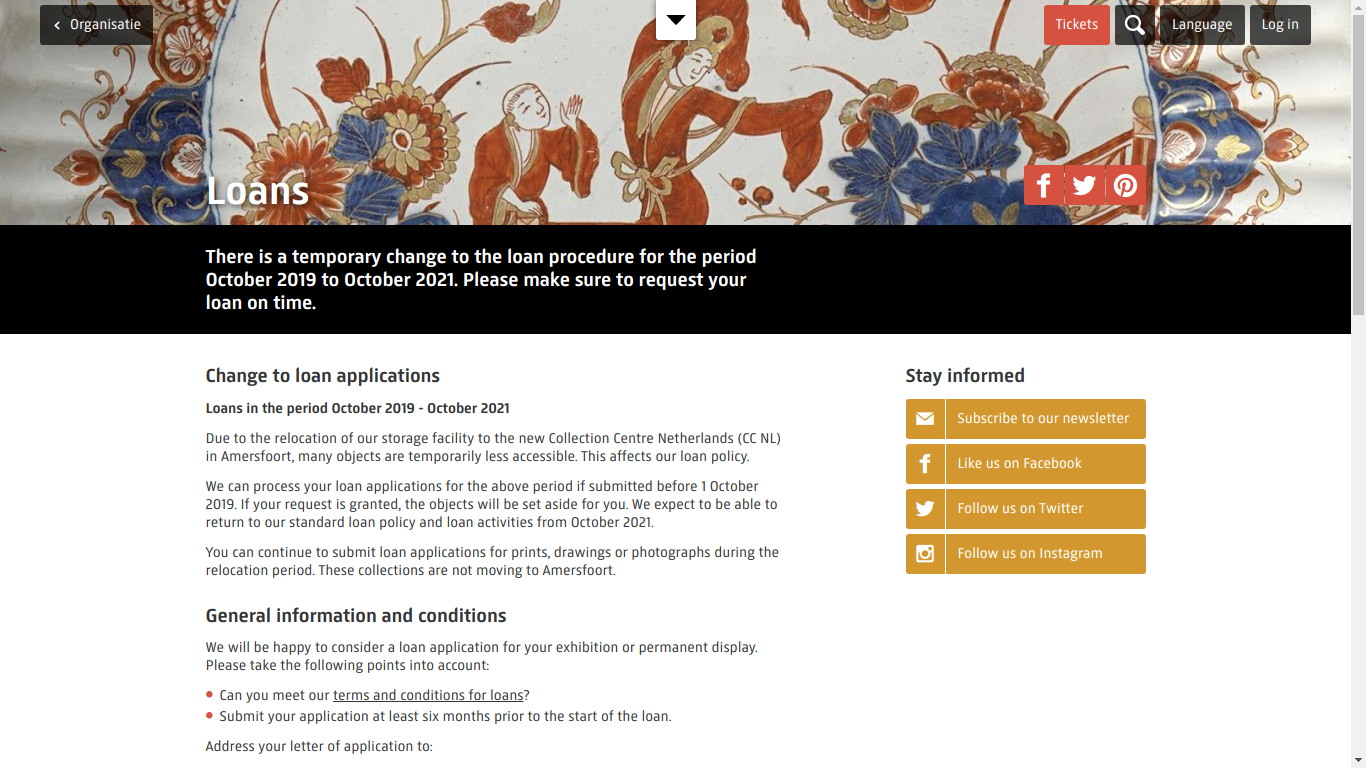 Organisatie
Tickets
Language
Log in
Loans
There is a temporary change to the loan procedure for the period
October 2019 to October 2021. Please make sure to request your
loan on time.
Change to loan applications
Loans in the period October 2019 - October 2021
Due to the relocation of our storage facility to the new Collection Centre Netherlands (CC NL)
in Amersfoort, many objects are temporarily less accessible. This affects our loan policy.
We can process your loan applications for the above period if submitted before 1 October
2019. If your request is granted, the objects will be set aside for you. We expect to be able to
return to our standard loan policy and loan activities from October 2021.
You can continue to submit loan applications for prints, drawings or photographs during the
relocation period. These collections are not moving to Amersfoort.
General information and conditions
We will be happy to consider a loan application for your exhibition or permanent display.
Please take the following points into account:
Can you meet our terms and conditions for loans?
Submit your application at least six months prior to the start of the loan.
Address your letter of application to:
Stay informed
Subscribe to our newsletter
Like us on Facebook
Follow us on Twitter
Follow us on Instagram